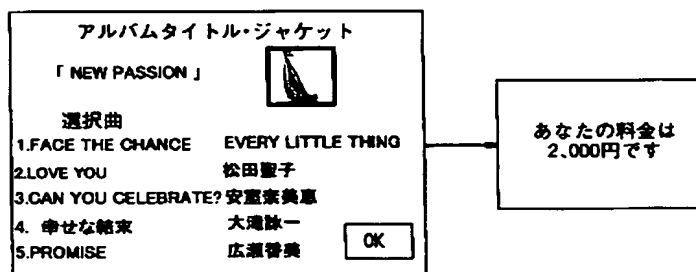 アルバムタイトル・ジャケット
「 NEW PASSION 」
選択曲
1.FACE THE CHANCE EVERY LITTLE THING
2.LOVE YOU 松田聖子
3.CAN YOU CELEBRATE? 安室奈美恵
4. 幸せな結末 大滝詠一
5.PROMISE 広瀬香美
OK
あなたの料金は
2,000円です